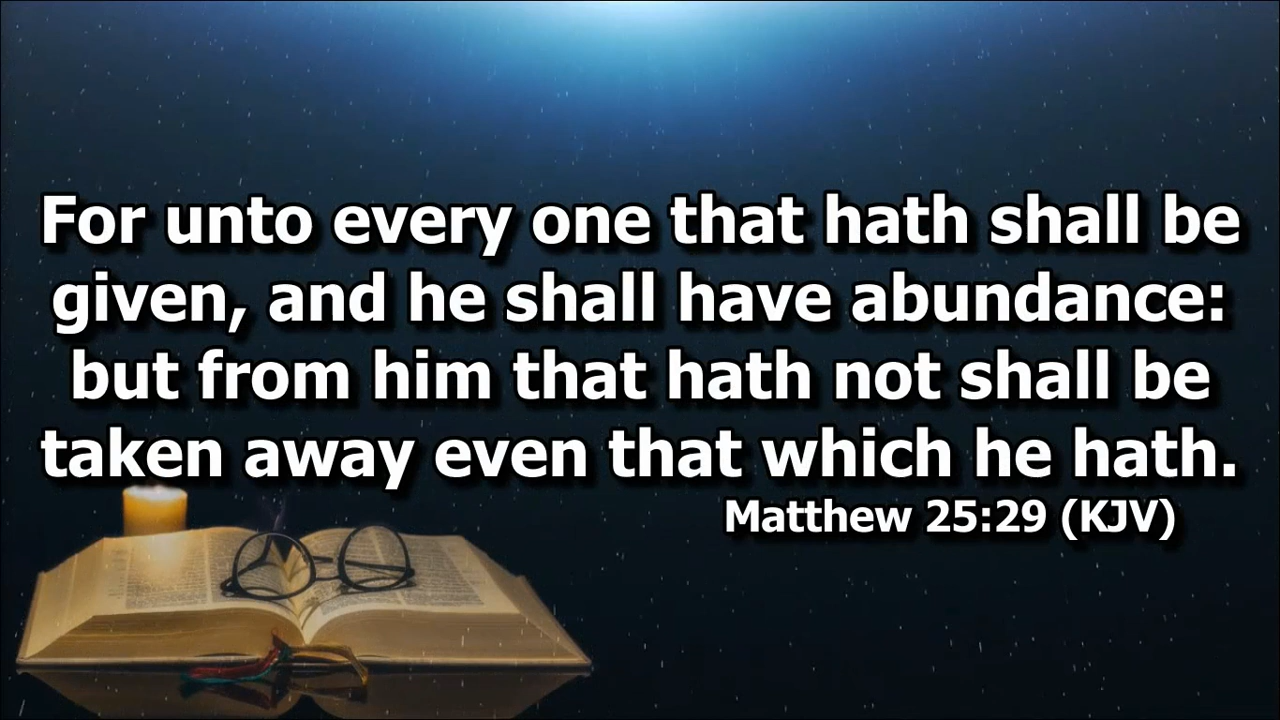 For unto every one that hath shall be
given, and he shall have abundance:
but from him that hath not shall be
taken away even that which he hath.
Matthew 25:29 (KJV)